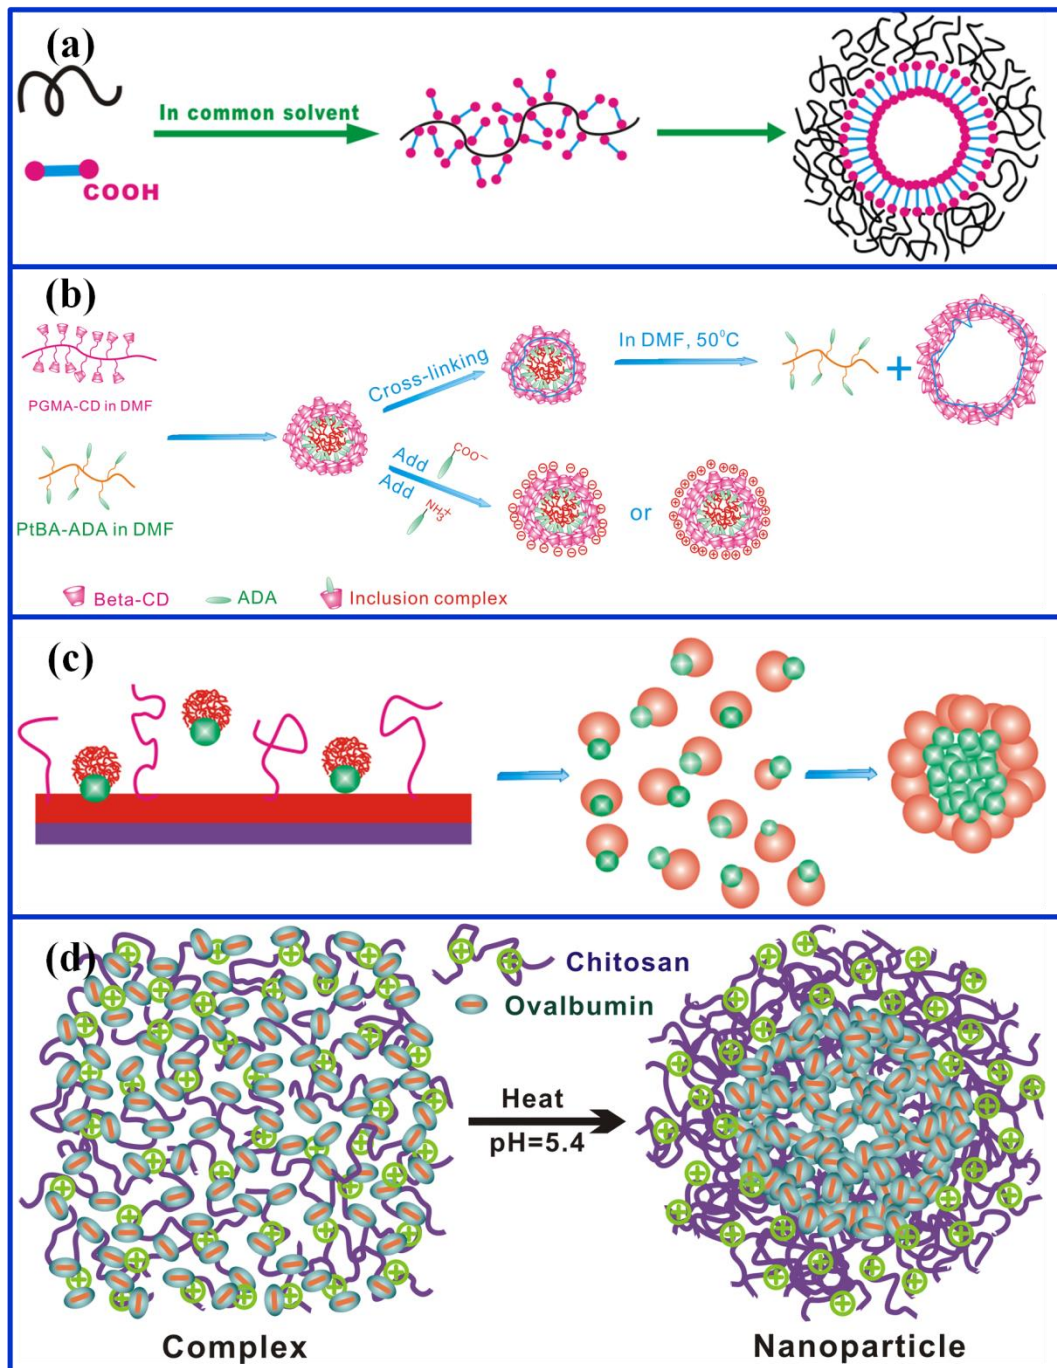 (a)
In common solvent
COOH
(b)
PGMA-CD in DMF
PtBA-ADA in DMF
Cross-linking
In DMF, 50⁰C
+
Add
COO⁻
Add
NH₃⁺
or
Beta-CD
ADA
Inclusion complex
(c)
(d)
Chitosan
Ovalbumin
Heat
pH=5.4
Complex
Nanoparticle